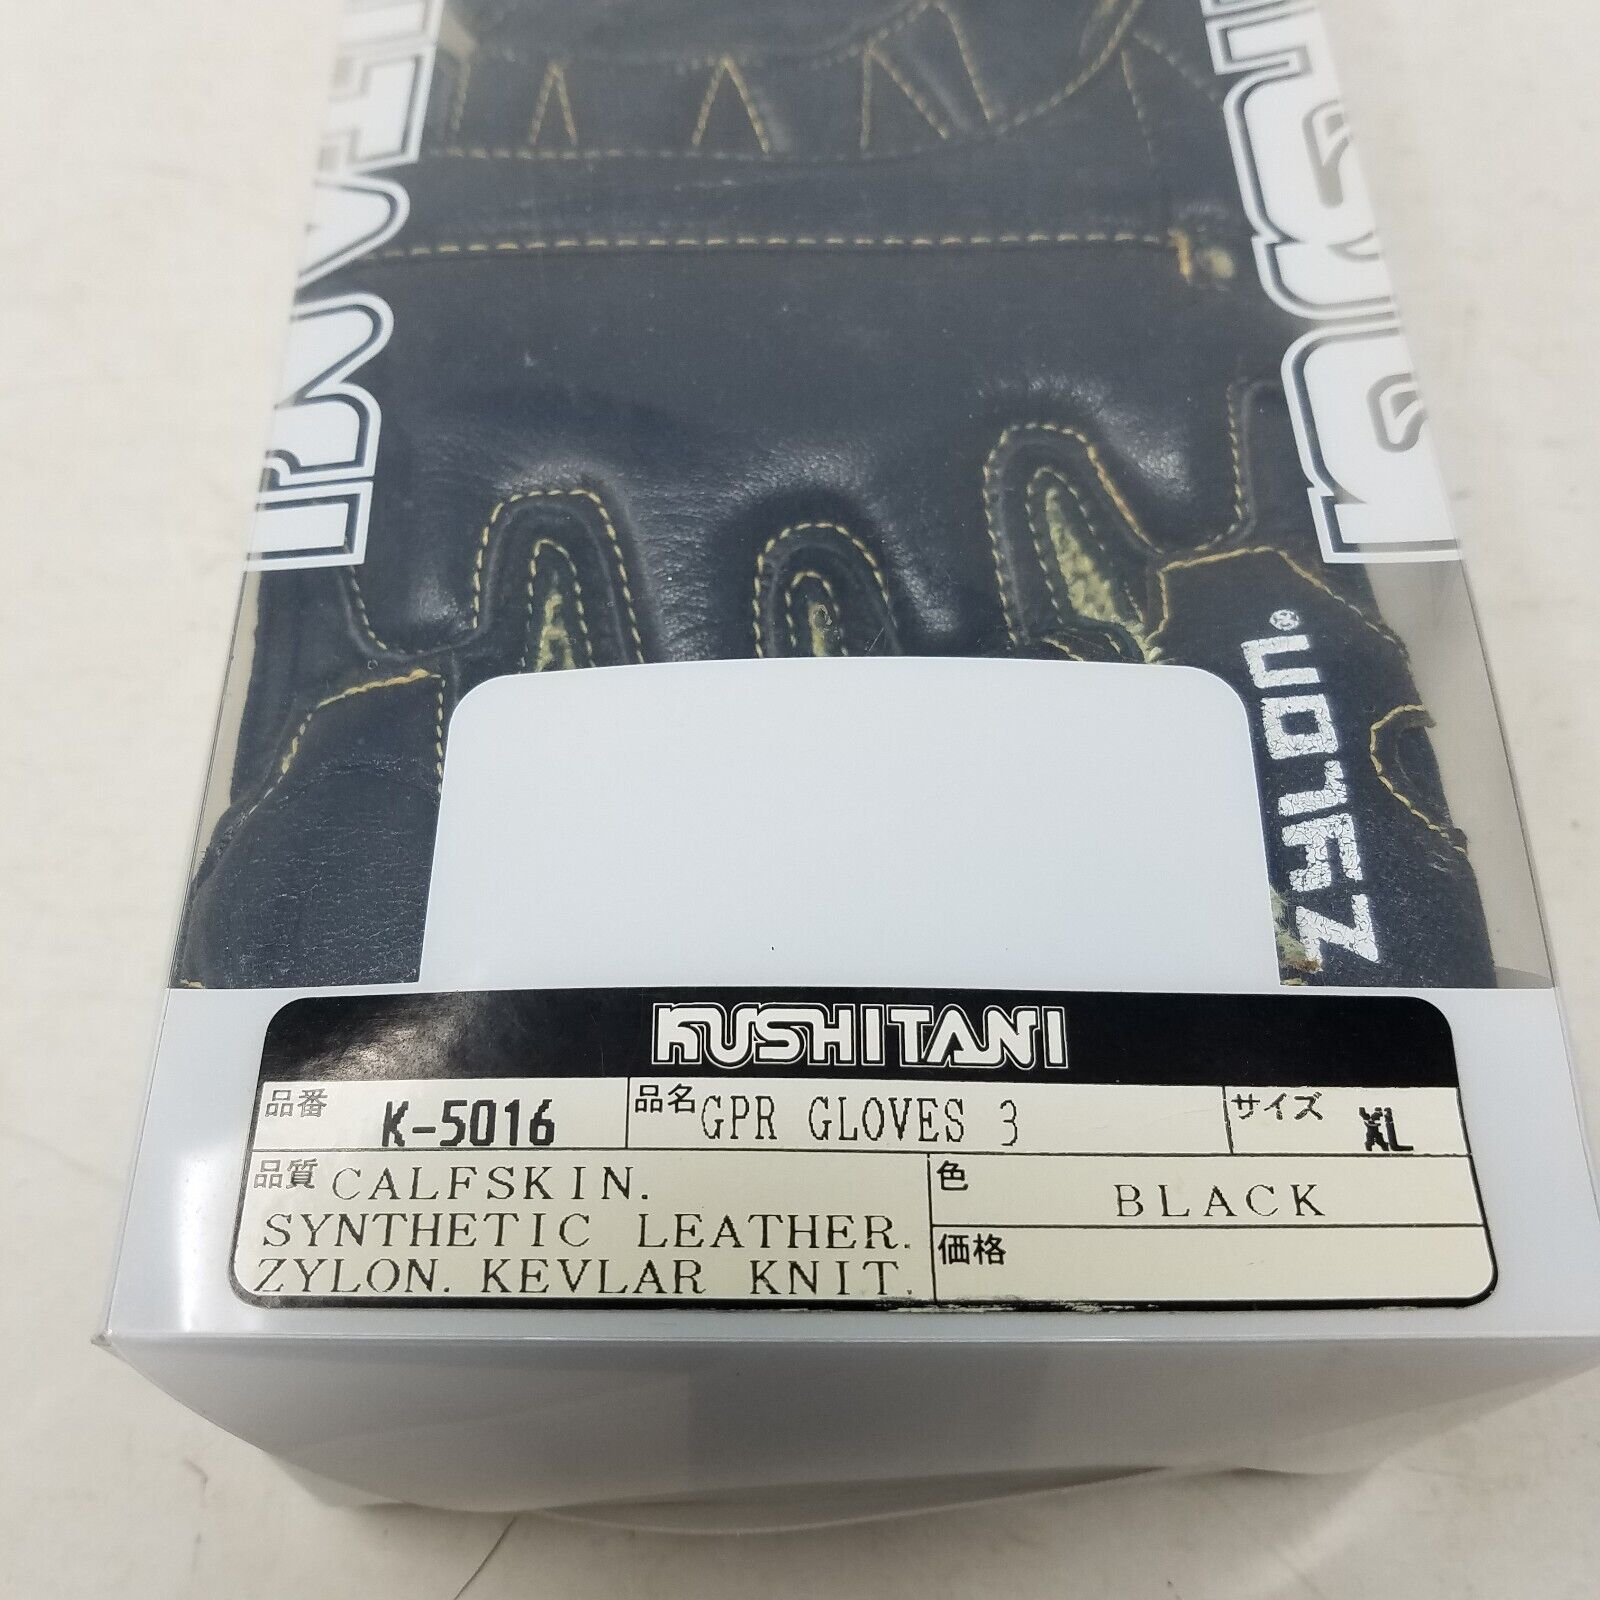 ZYLON®
KUSHITANI
品番 K-5016 品名 GPR GLOVES 3 サイズ XL
品質 CALFSKIN.
SYNTHETIC LEATHER.
ZYLON. KEVLAR KNIT.
色 BLACK
価格